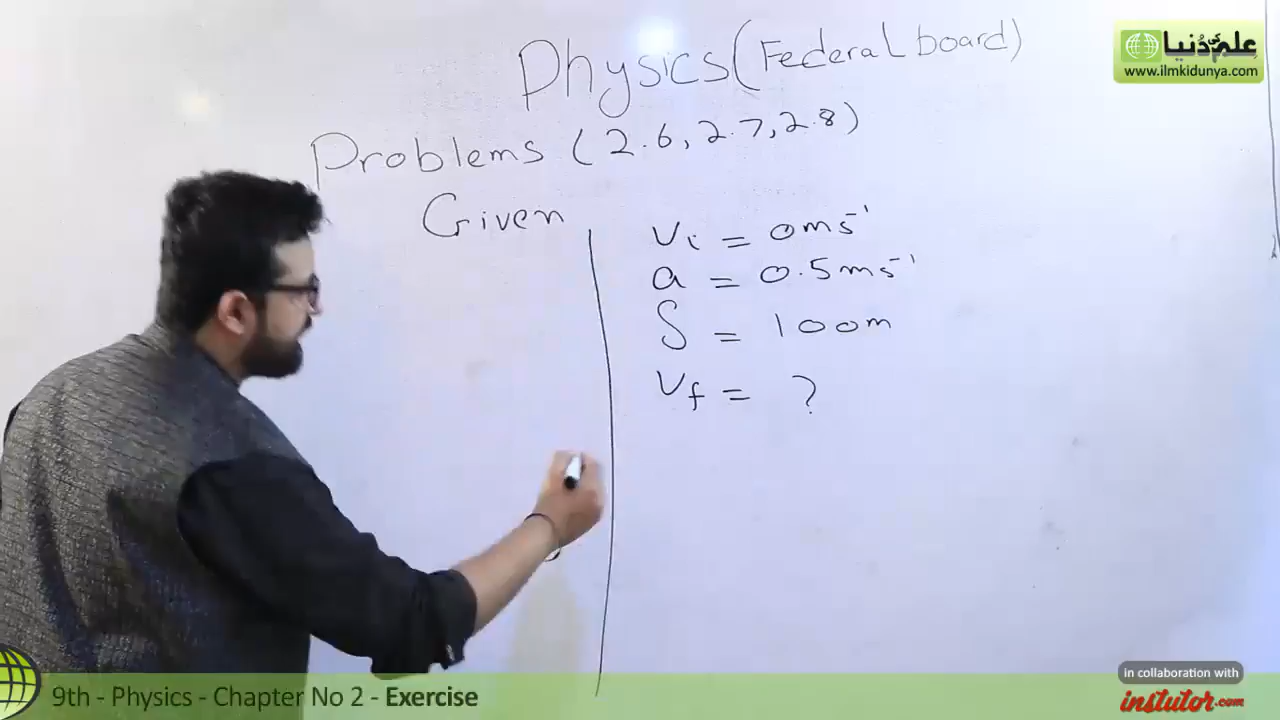 Physics (Federal board)
علم کی دنیا
www.ilmkidunya.com
Problems (2.6, 2.7, 2.8)
Given
Vi = 0ms⁻¹
a = 0.5ms⁻¹
S = 100m
Vf = ?
in collaboration with
instutor.com
9th - Physics - Chapter No 2 - Exercise